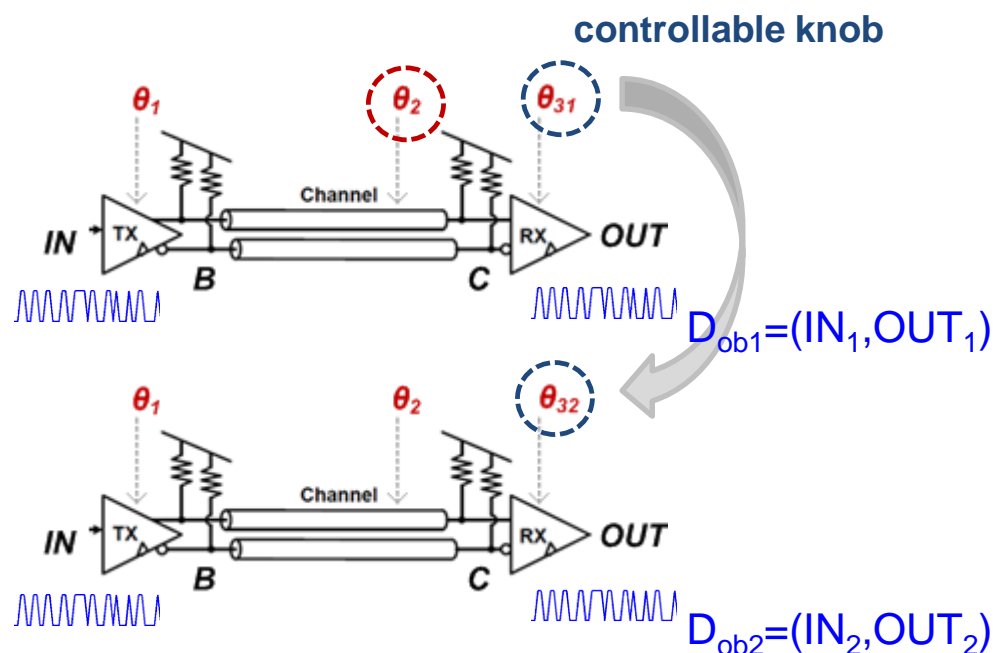 controllable knob
θ1 θ2 θ31
Channel
IN TX RX OUT
B C
Dob1=(IN1,OUT1)
θ1 θ2 θ32
Channel
IN TX RX OUT
B C
Dob2=(IN2,OUT2)